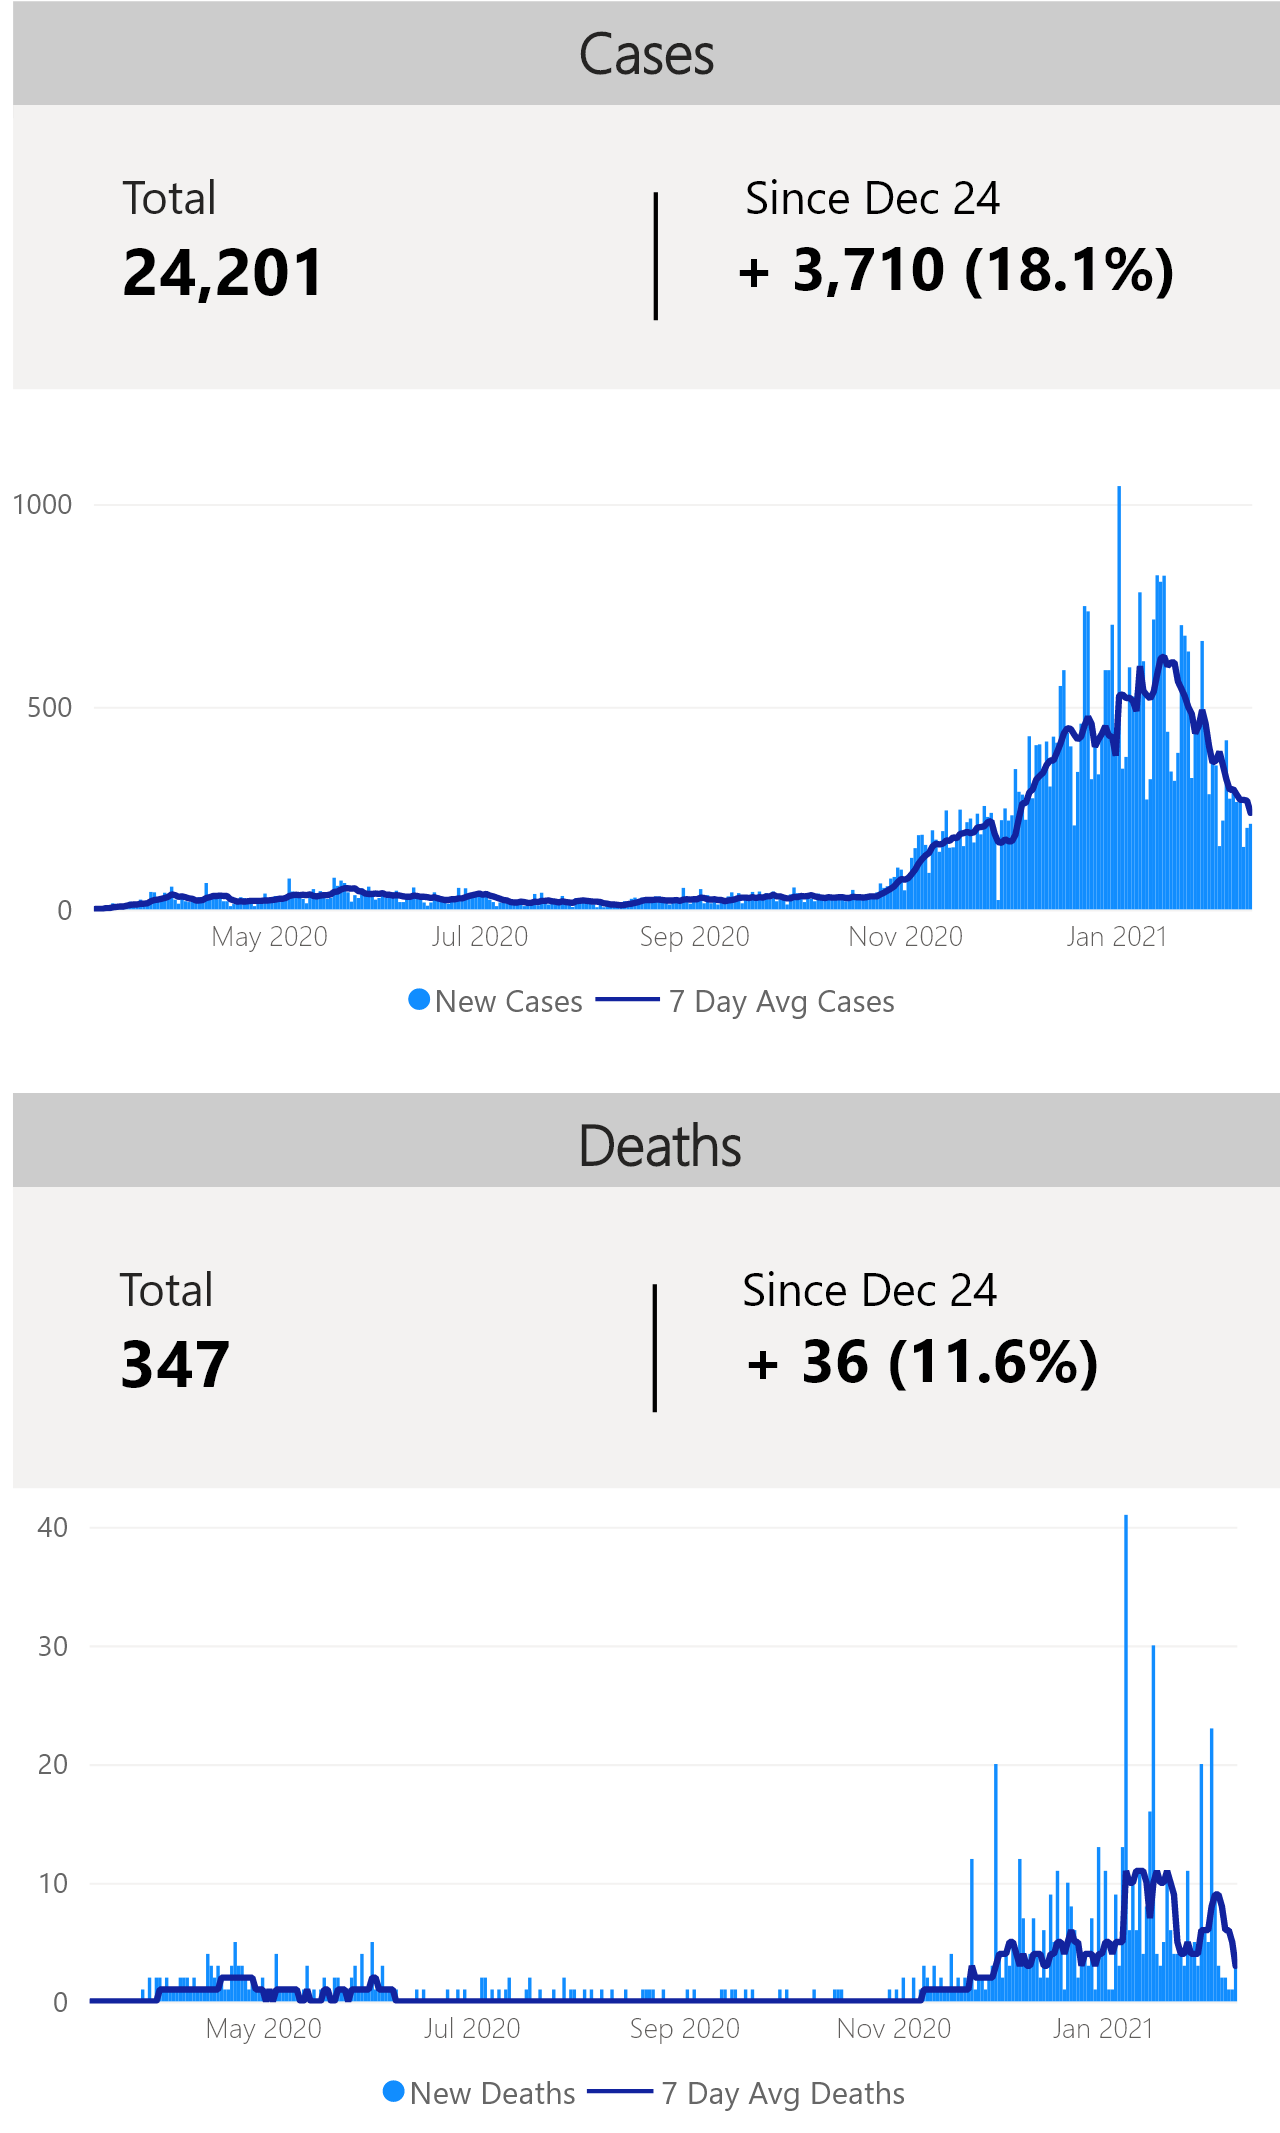 Cases
Total
Since Dec 24
24,201
+ 3,710 (18.1%)
1000
500
0
May 2020 Jul 2020 Sep 2020 Nov 2020 Jan 2021
New Cases 7 Day Avg Cases
Deaths
Total
Since Dec 24
347
+ 36 (11.6%)
40
30
20
10
0
May 2020 Jul 2020 Sep 2020 Nov 2020 Jan 2021
New Deaths 7 Day Avg Deaths